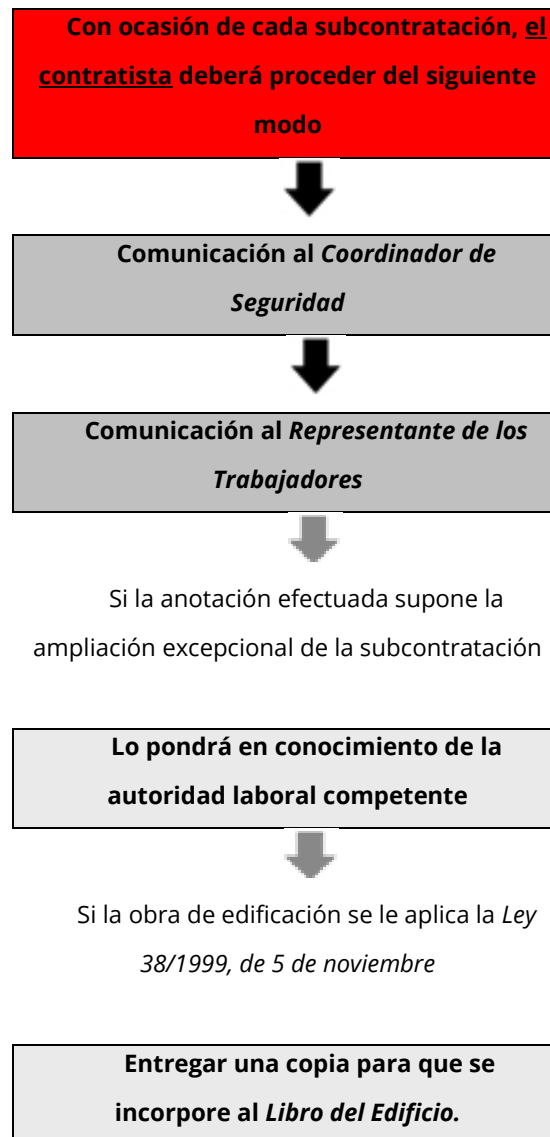 Con ocasión de cada subcontratación, el
contratista deberá proceder del siguiente
modo
Comunicación al Coordinador de
Seguridad
Comunicación al Representante de los
Trabajadores
Si la anotación efectuada supone la
ampliación excepcional de la subcontratación
Lo pondrá en conocimiento de la
autoridad laboral competente
Si la obra de edificación se le aplica la Ley
38/1999, de 5 de noviembre
Entregar una copia para que se
incorpore al Libro del Edificio.